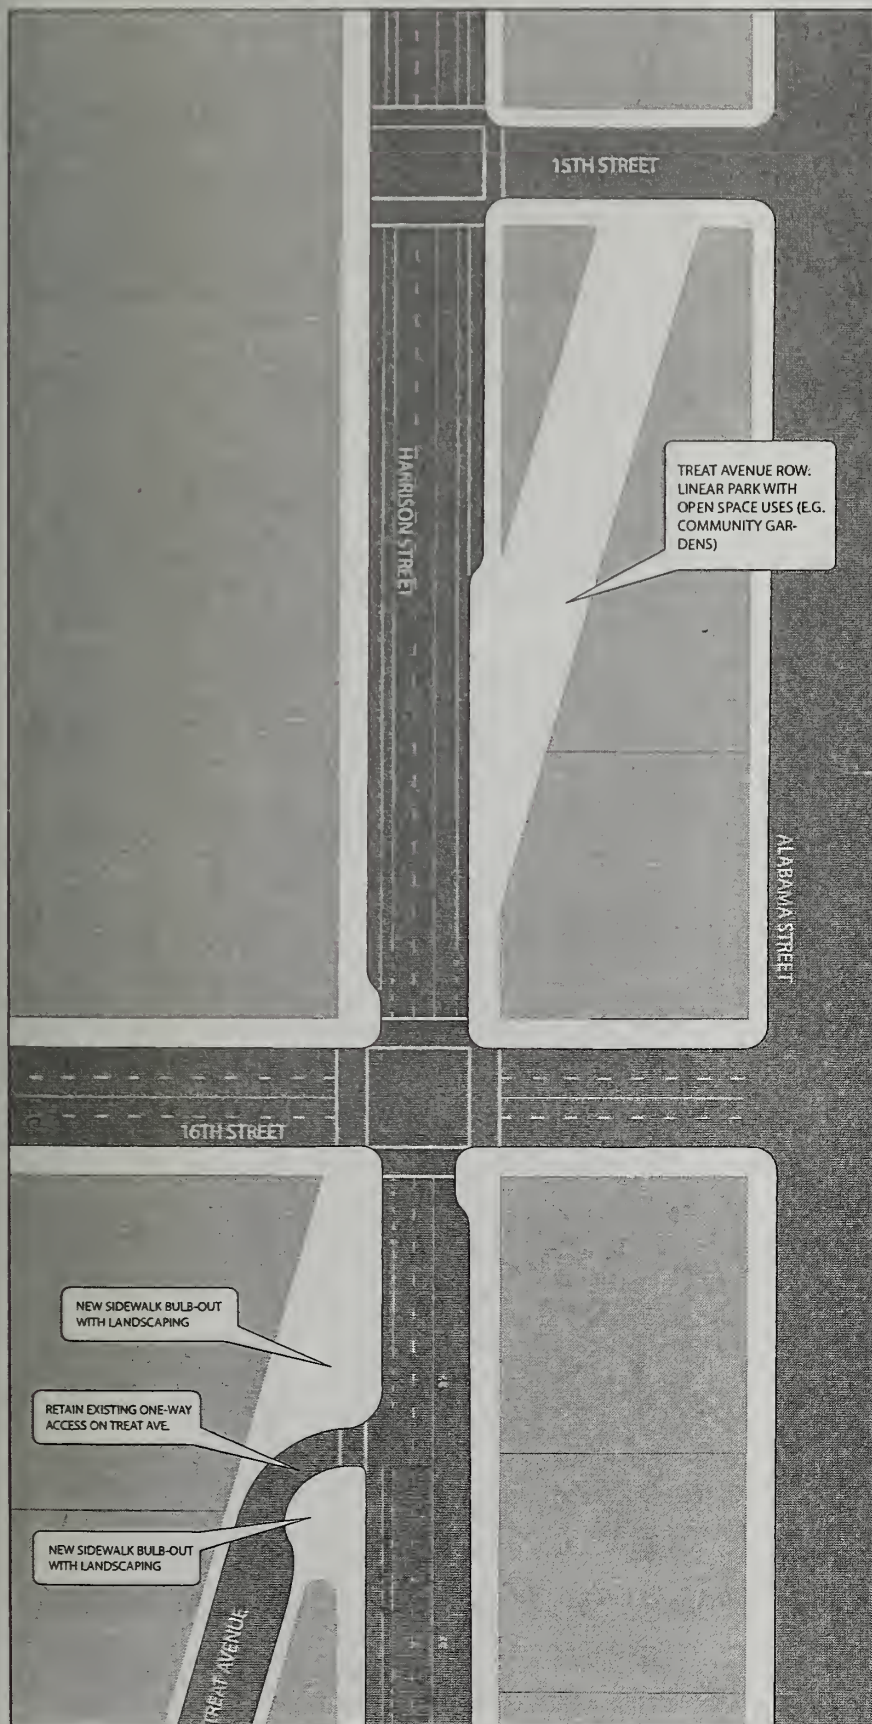 15TH STREET
HARRISON STREET
TREAT AVENUE ROW:
LINEAR PARK WITH
OPEN SPACE USES (E.G.
COMMUNITY GAR-
DENS)
ALABAMA STREET
16TH STREET
NEW SIDEWALK BULB-OUT
WITH LANDSCAPING
RETAIN EXISTING ONE-WAY
ACCESS ON TREAT AVE.
NEW SIDEWALK BULB-OUT
WITH LANDSCAPING
TREAT AVENUE